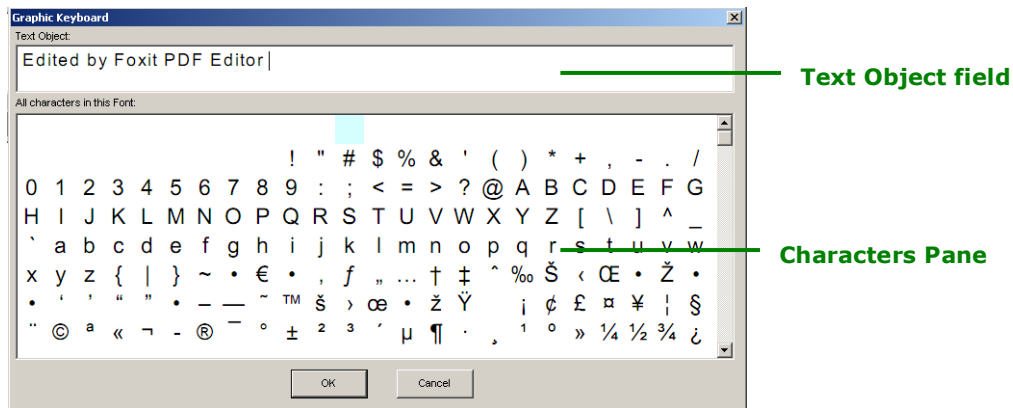 Graphic Keyboard
Text Object:
Edited by Foxit PDF Editor
Text Object field
All characters in this Font:
! " # $ % & ' ( ) * + , - . /
0 1 2 3 4 5 6 7 8 9 : ; < = > ? @ A B C D E F G
H I J K L M N O P Q R S T U V W X Y Z [ \ ] ^ _
` a b c d e f g h i j k l m n o p q r s t u v w
Characters Pane
x y z { | } ~ • € • ‚ ƒ „ … † ‡ ˆ ‰ Š ‹ Œ • Ž •
• ‘ ’ “ ” • – — ˜ ™ š › œ • ž Ÿ ¡ ¢ £ ¤ ¥ ¦ §
¨ © ª « ¬ - ® ¯ ° ± ² ³ ´ µ ¶ · ¸ ¹ º » ¼ ½ ¾ ¿
OK Cancel